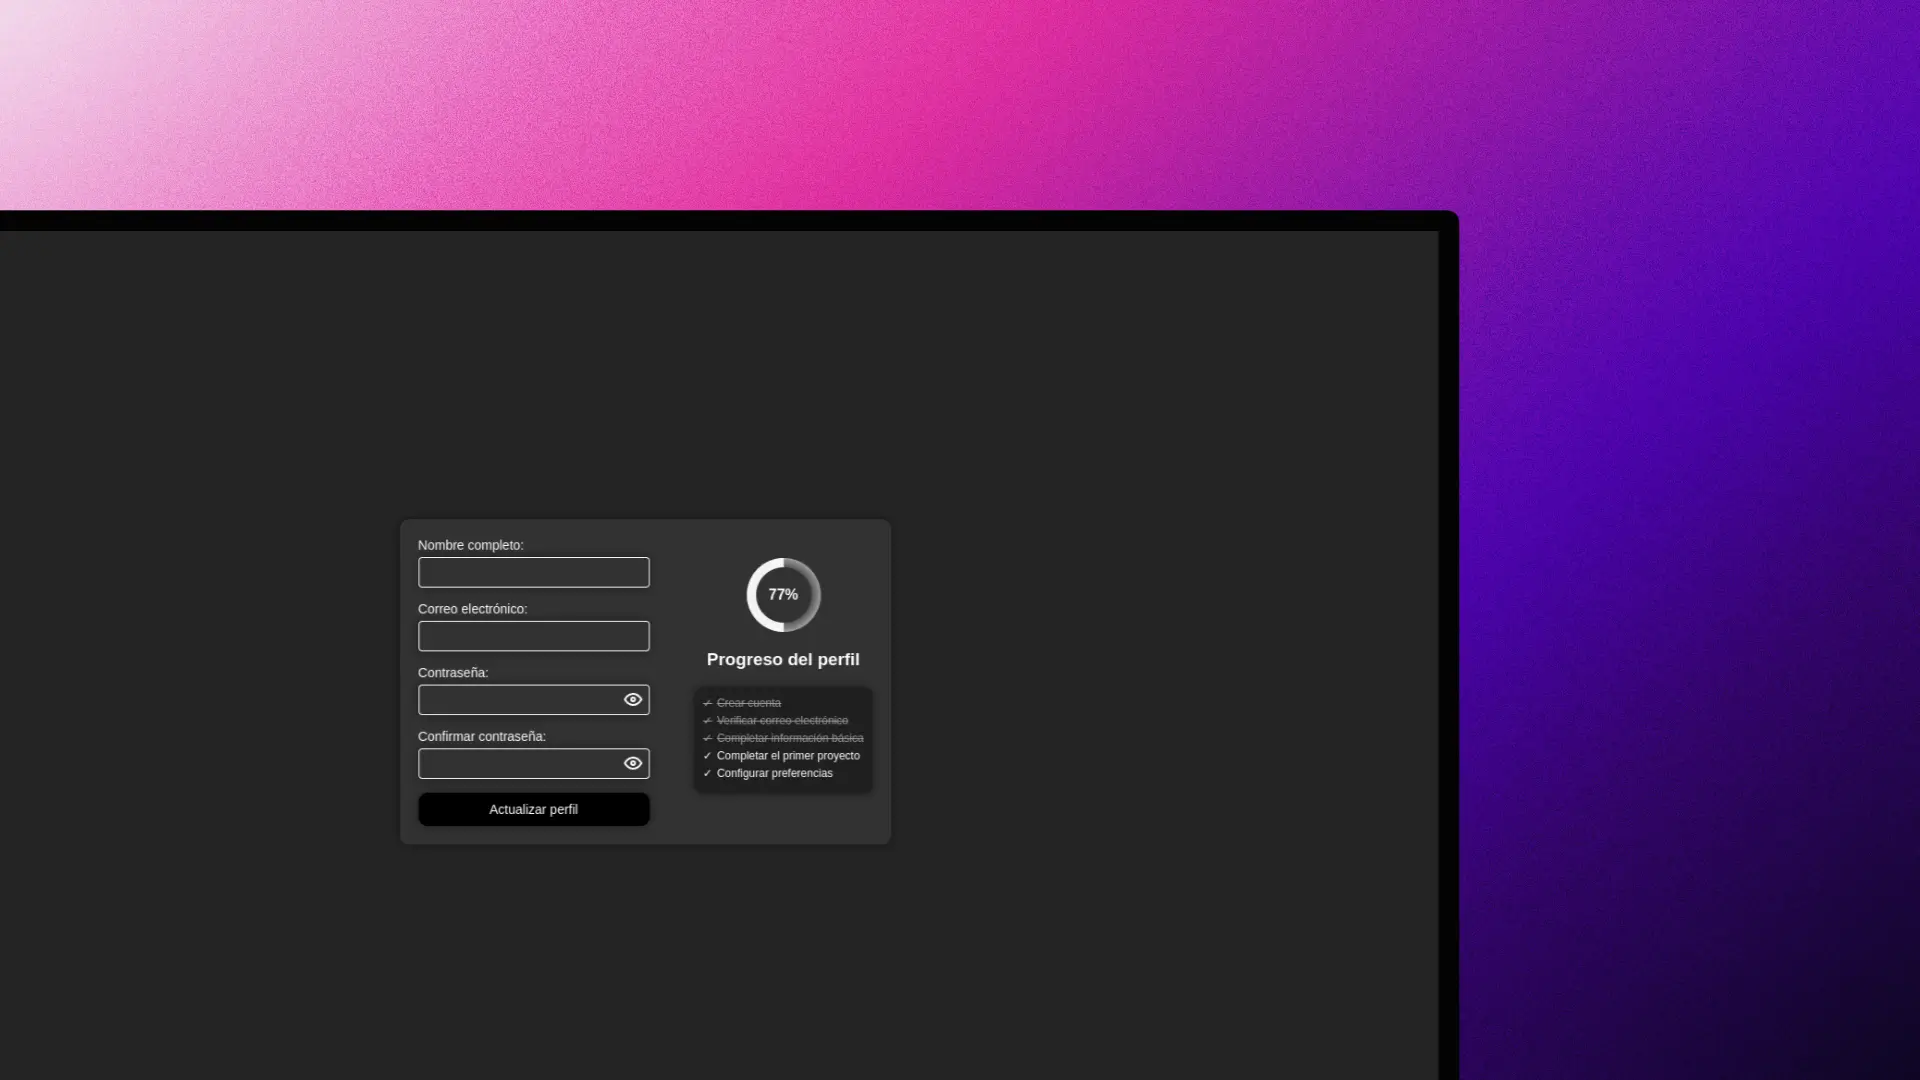 Nombre completo:
Correo electrónico:
Contraseña:
Confirmar contraseña:
Actualizar perfil
77%
Progreso del perfil
✓ Crear cuenta
✓ Verificar correo electrónico
✓ Completar información básica
✓ Completar el primer proyecto
✓ Configurar preferencias